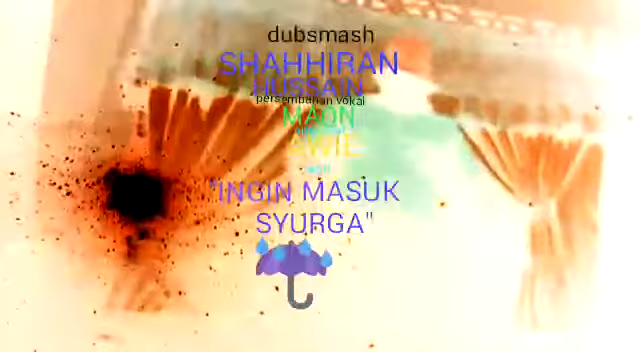 dubsmash
SHAHHIRAN
HUSSAIN
persembahan vokal
MAON
AWIE
"INGIN MASUK
SYURGA"